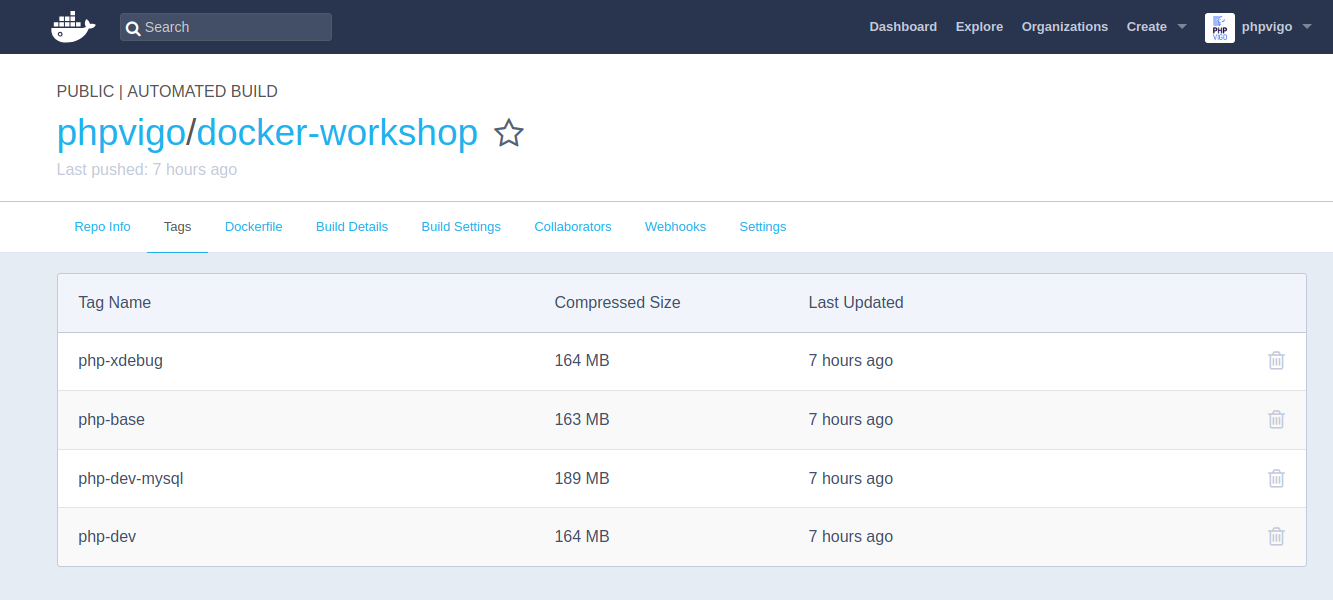 Search Dashboard Explore Organizations Create PHP VIGO phpvigo
PUBLIC | AUTOMATED BUILD
phpvigo/docker-workshop
Last pushed: 7 hours ago
Repo Info Tags Dockerfile Build Details Build Settings Collaborators Webhooks Settings
Tag Name Compressed Size Last Updated
php-xdebug 164 MB 7 hours ago
php-base 163 MB 7 hours ago
php-dev-mysql 189 MB 7 hours ago
php-dev 164 MB 7 hours ago